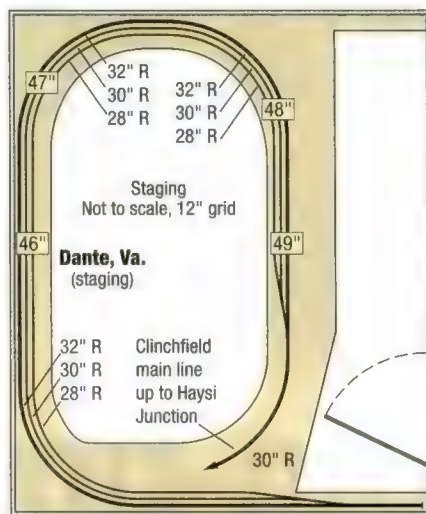 47"
32" R
30" R
28" R
32" R
30" R
28" R
48"
Staging
Not to scale, 12" grid
46"
49"
Dante, Va.
(staging)
32" R
30" R
28" R
Clinchfield
main line
up to Haysi
Junction
30" R